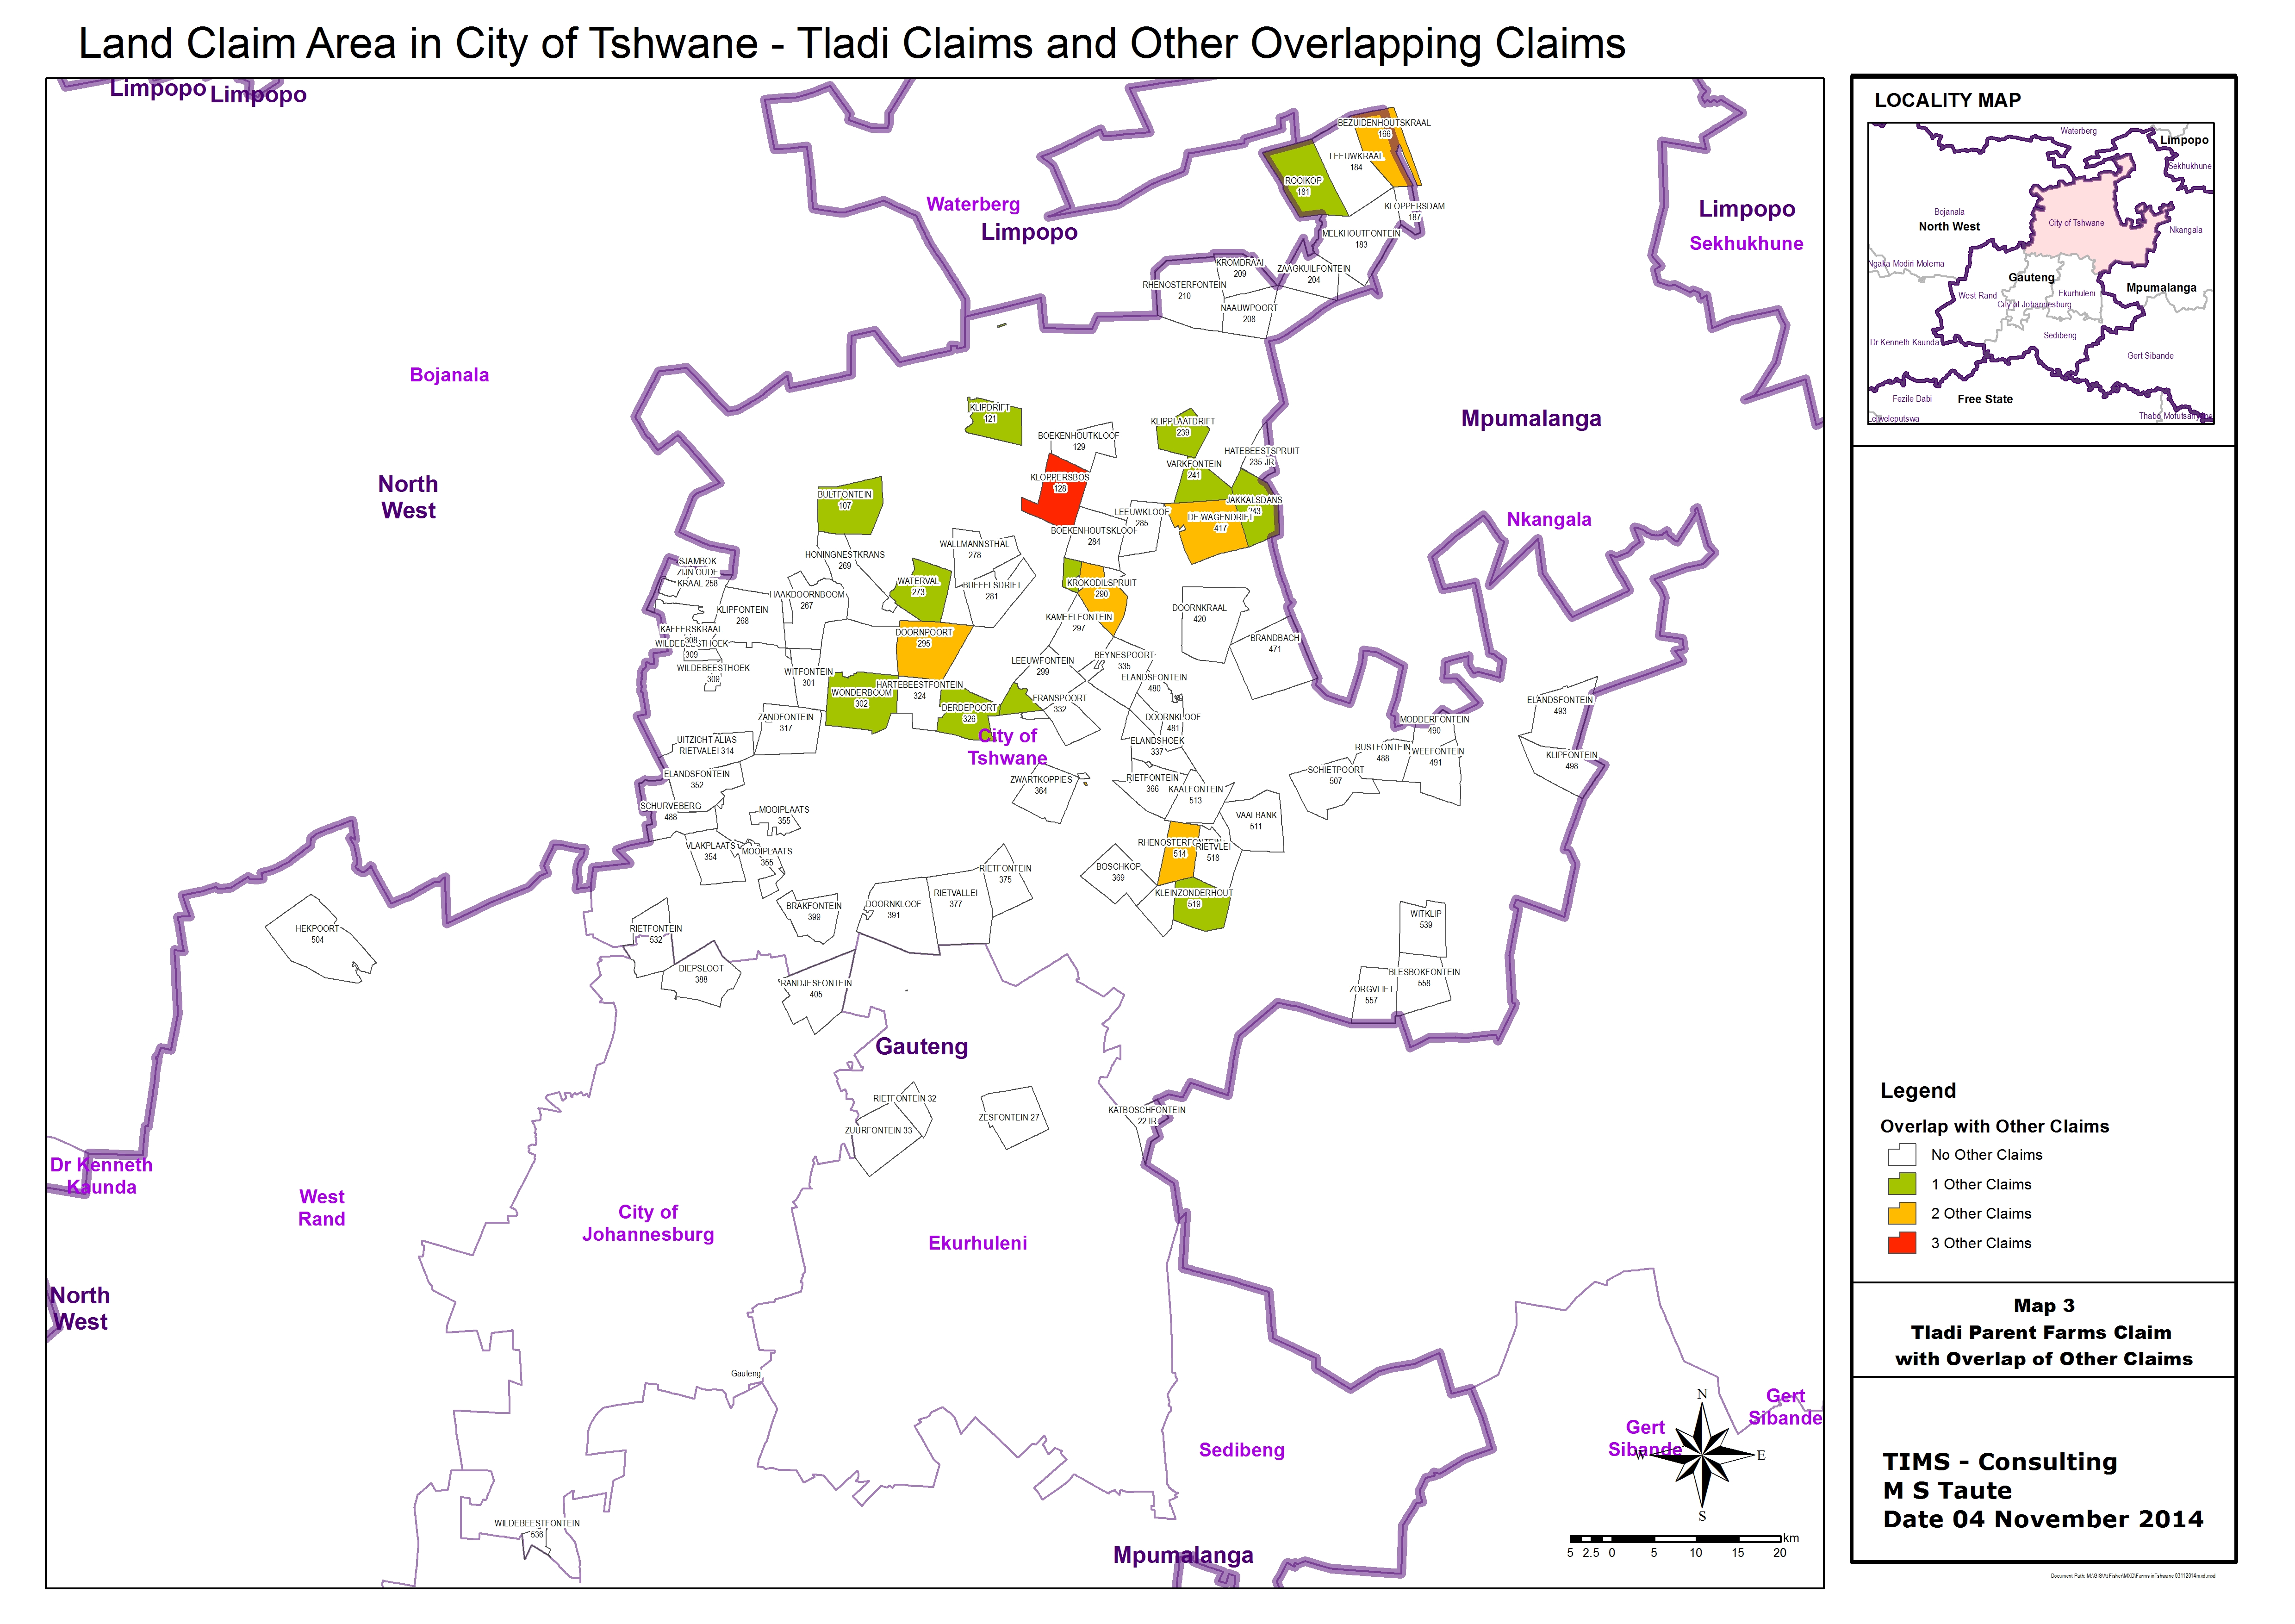 Land Claim Area in City of Tshwane - Tladi Claims and Other Overlapping Claims
Limpopo
Limpopo
Waterberg
Limpopo
Limpopo
Sekhukhune
Bojanala
North
West
Mpumalanga
Nkangala
BEZUIDENHOUTSKRAAL
166
LEEUWKRAAL
184
ROOIKOP
181
KLOPPERSDAM
187
MELKHOUTFONTEIN
183
KROMDRAAI
209
ZAAGKUILFONTEIN
204
RHENOSTERFONTEIN
210
NAAUWPOORT
208
KLIPDRIFT
121
KLIPPLAATDRIFT
239
BOEKENHOUTKLOOF
129
HATEBEESTSPRUIT
235 JR
VARKFONTEIN
241
KLOPPERSBOS
128
BULTFONTEIN
107
JAKKALSDANS
243
LEEUWKLOOF
285
DE WAGENDRIFT
417
BOEKENHOUTSKLOOF
284
WALLMANNSTHAL
278
HONINGNESTKRANS
269
SJAMBOK
ZIJN OUDE
KRAAL 258
WATERVAL
273
BUFFELSDRIFT
281
KROKODILSPRUIT
290
HAAKDOORNBOOM
267
KLIPFONTEIN
268
DOORNKRAAL
420
KAMEELFONTEIN
297
KAFFERSKRAAL
308
DOORNPOORT
295
BRANDBACH
471
WILDEBEESTHOEK
309
WILDEBEESTHOEK
309
BEYNESPOORT
335
LEEUWFONTEIN
299
WITFONTEIN
301
ELANDSFONTEIN
480
HARTEBEESTFONTEIN
324
WONDERBOOM
302
FRANSPOORT
332
DERDEPOORT
326
ELANDSFONTEIN
493
ZANDFONTEIN
317
DOORNKLOOF
481
MODDERFONTEIN
490
City of
Tshwane
UITZICHT ALIAS
RIETVALEI 314
ELANDSHOEK
337
RUSTFONTEIN
488
WEEFONTEIN
491
KLIPFONTEIN
498
ELANDSFONTEIN
352
SCHIETPOORT
507
ZWARTKOPPIES
364
RIETFONTEIN
366
KAALFONTEIN
513
SCHURVEBERG
488
MOOIPLAATS
355
VAALBANK
511
VLAKPLAATS
354
MOOIPLAATS
355
RHENOSTERFONTEIN
514
RIETVLEI
518
BOSCHKOP
369
RIETFONTEIN
375
KLEINZONDERHOUT
519
RIETVALLEI
377
DOORNKLOOF
391
BRAKFONTEIN
399
WITKLIP
539
HEKPOORT
504
RIETFONTEIN
532
DIEPSLOOT
388
RANDJESFONTEIN
405
BLESBOKFONTEIN
558
ZORGVLIET
557
Gauteng
RIETFONTEIN 32
ZUURFONTEIN 33
ZESFONTEIN 27
KATBOSCHFONTEIN
22 IR
Dr Kenneth
Kaunda
West
Rand
City of
Johannesburg
Ekurhuleni
North
West
Gauteng
Sedibeng
Gert
Sibande
Gert
Sibande
WILDEBEESTFONTEIN
536
Mpumalanga
N
W
E
S
km
5 2.5 0 5 10 15 20
LOCALITY MAP
Waterberg
Limpopo
Sekhukhune
Bojanala
North West
City of Tshwane
Nkangala
Ngaka Modiri Molema
Gauteng
West Rand
Ekurhuleni
City of Johannesburg
Mpumalanga
Sedibeng
Dr Kenneth Kaunda
Gert Sibande
Fezile Dabi
Free State
Legend
Overlap with Other Claims
No Other Claims
1 Other Claims
2 Other Claims
3 Other Claims
Map 3
Tladi Parent Farms Claim
with Overlap of Other Claims
TIMS - Consulting
M S Taute
Date 04 November 2014